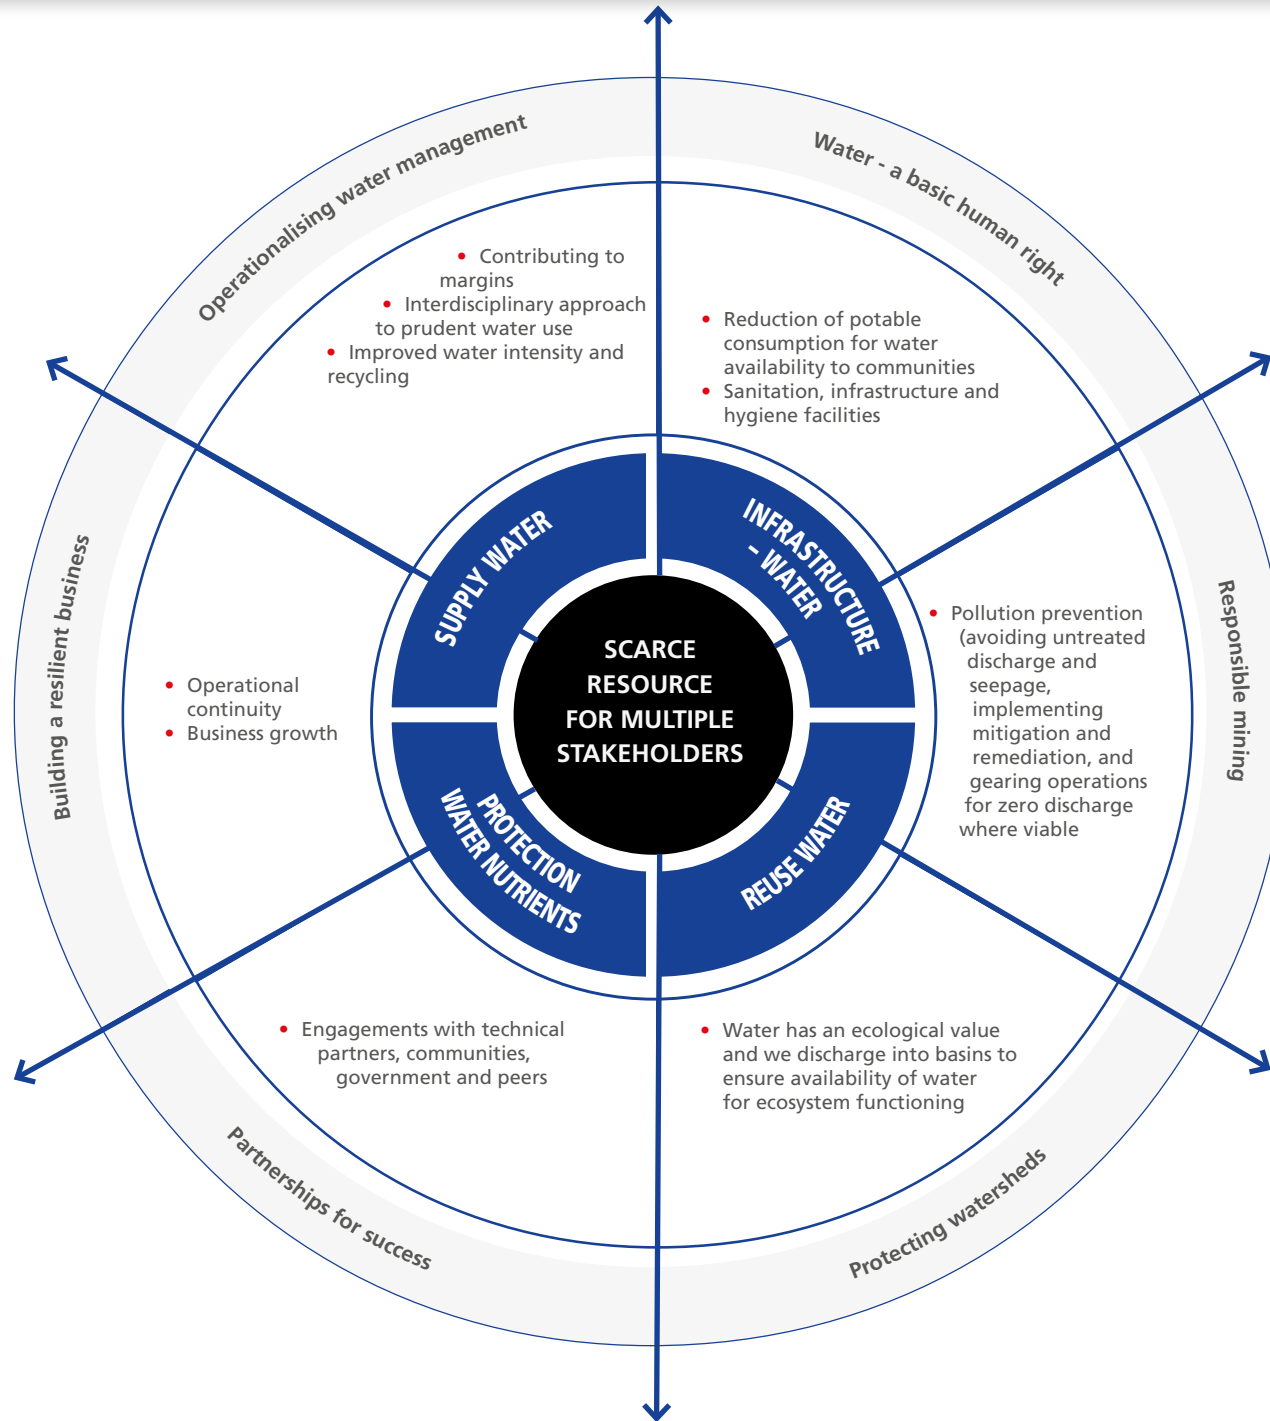 Operationalising water management
Water - a basic human right
• Contributing to
margins
• Interdisciplinary approach
to prudent water use
• Improved water intensity and
recycling
• Reduction of potable
consumption for water
availability to communities
• Sanitation, infrastructure and
hygiene facilities
Building a resilient business
Responsible mining
• Operational
continuity
• Business growth
SUPPLY WATER
INFRASTRUCTURE
– WATER
SCARCE
RESOURCE
FOR MULTIPLE
STAKEHOLDERS
PROTECTION
WATER NUTRIENTS
REUSE WATER
• Pollution prevention
(avoiding untreated
discharge and
seepage,
implementing
mitigation and
remediation, and
gearing operations
for zero discharge
where viable
• Engagements with technical
partners, communities,
government and peers
• Water has an ecological value
and we discharge into basins to
ensure availability of water
for ecosystem functioning
Partnerships for success
Protecting watersheds